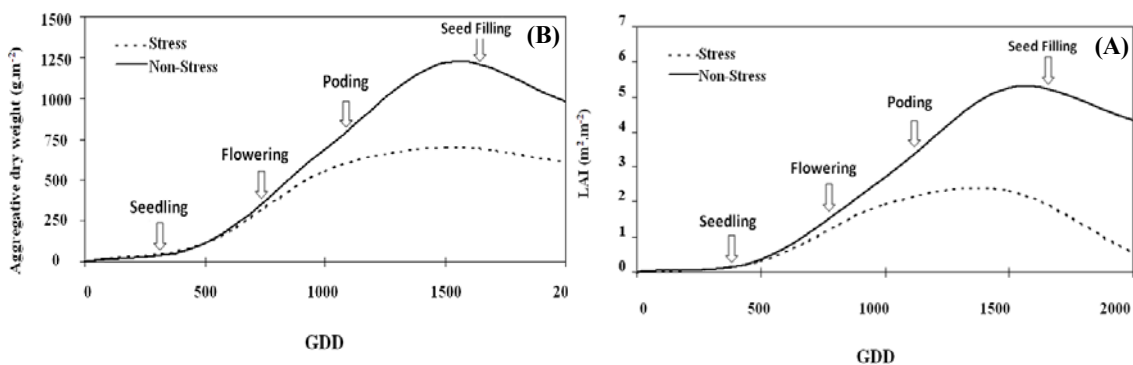 Aggregative dry weight (g.m-2)
1500
1250
1000
750
500
250
0
Stress
Non-Stress
Seedling
Flowering
Poding
Seed Filling
(B)
0
500
1000
1500
20
GDD
LAI (m2.m-2)
7
6
5
4
3
2
1
0
Stress
Non-Stress
Seedling
Flowering
Poding
Seed Filling
(A)
0
500
1000
1500
2000
GDD